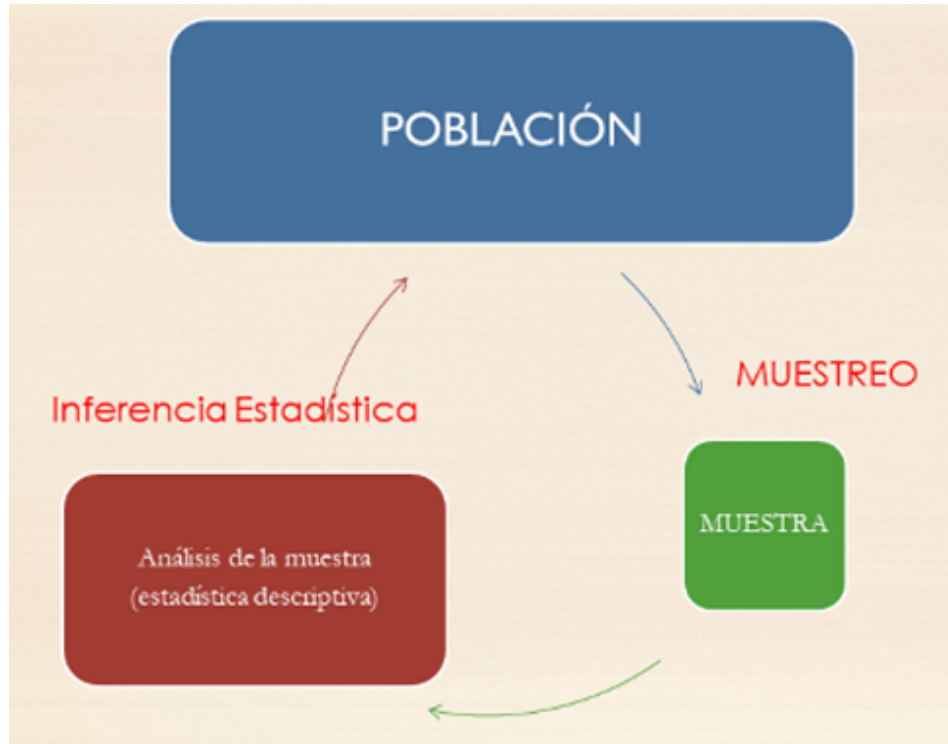 POBLACIÓN
MUESTREO
Inferencia Estadística
MUESTRA
Análisis de la muestra
(estadística descriptiva)